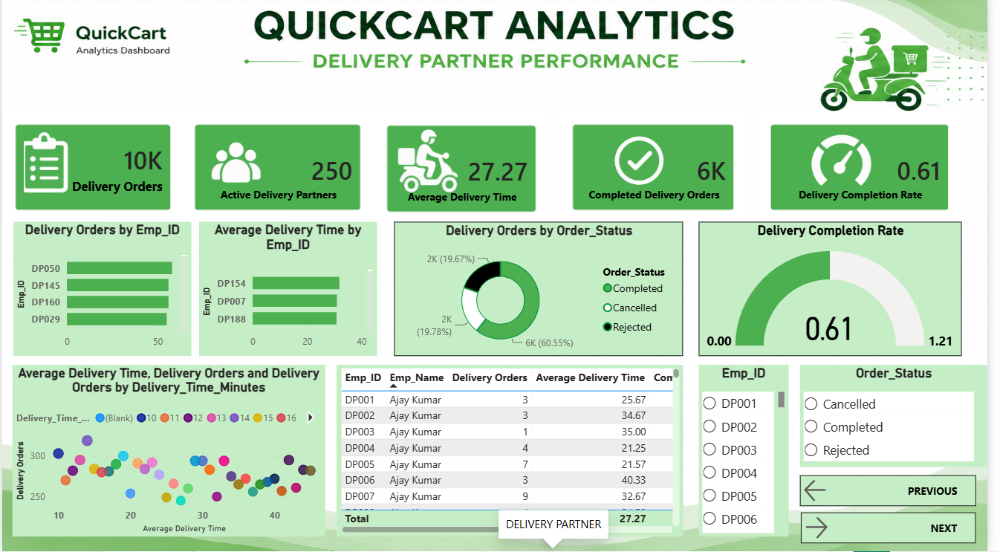 QuickCart
Analytics Dashboard
QUICKCART ANALYTICS
DELIVERY PARTNER PERFORMANCE
10K
Delivery Orders
250
Active Delivery Partners
27.27
Average Delivery Time
6K
Completed Delivery Orders
0.61
Delivery Completion Rate
Delivery Orders by Emp_ID
Emp_ID
DP050
DP145
DP160
DP029
0 50
Average Delivery Time by
Emp_ID
Emp_ID
DP154
DP007
DP188
0 20 40
Delivery Orders by Order_Status
2K (19.67%)
2K
(19.78%)
6K (60.55%)
Order_Status
Completed
Cancelled
Rejected
Delivery Completion Rate
0.61
0.00 1.21
Average Delivery Time, Delivery Orders and Delivery
Orders by Delivery_Time_Minutes
Delivery_Time_... (Blank) 10 11 12 13 14 15 16
Delivery Orders
300
250
10 20 30 40
Average Delivery Time
Emp_ID Emp_Name Delivery Orders Average Delivery Time Com
DP001 Ajay Kumar 3 25.67
DP002 Ajay Kumar 3 34.67
DP003 Ajay Kumar 1 35.00
DP004 Ajay Kumar 4 21.25
DP005 Ajay Kumar 7 21.57
DP006 Ajay Kumar 3 40.33
DP007 Ajay Kumar 9 32.67
Total 27.27
DELIVERY PARTNER
Emp_ID
DP001
DP002
DP003
DP004
DP005
DP006
Order_Status
Cancelled
Completed
Rejected
PREVIOUS
NEXT